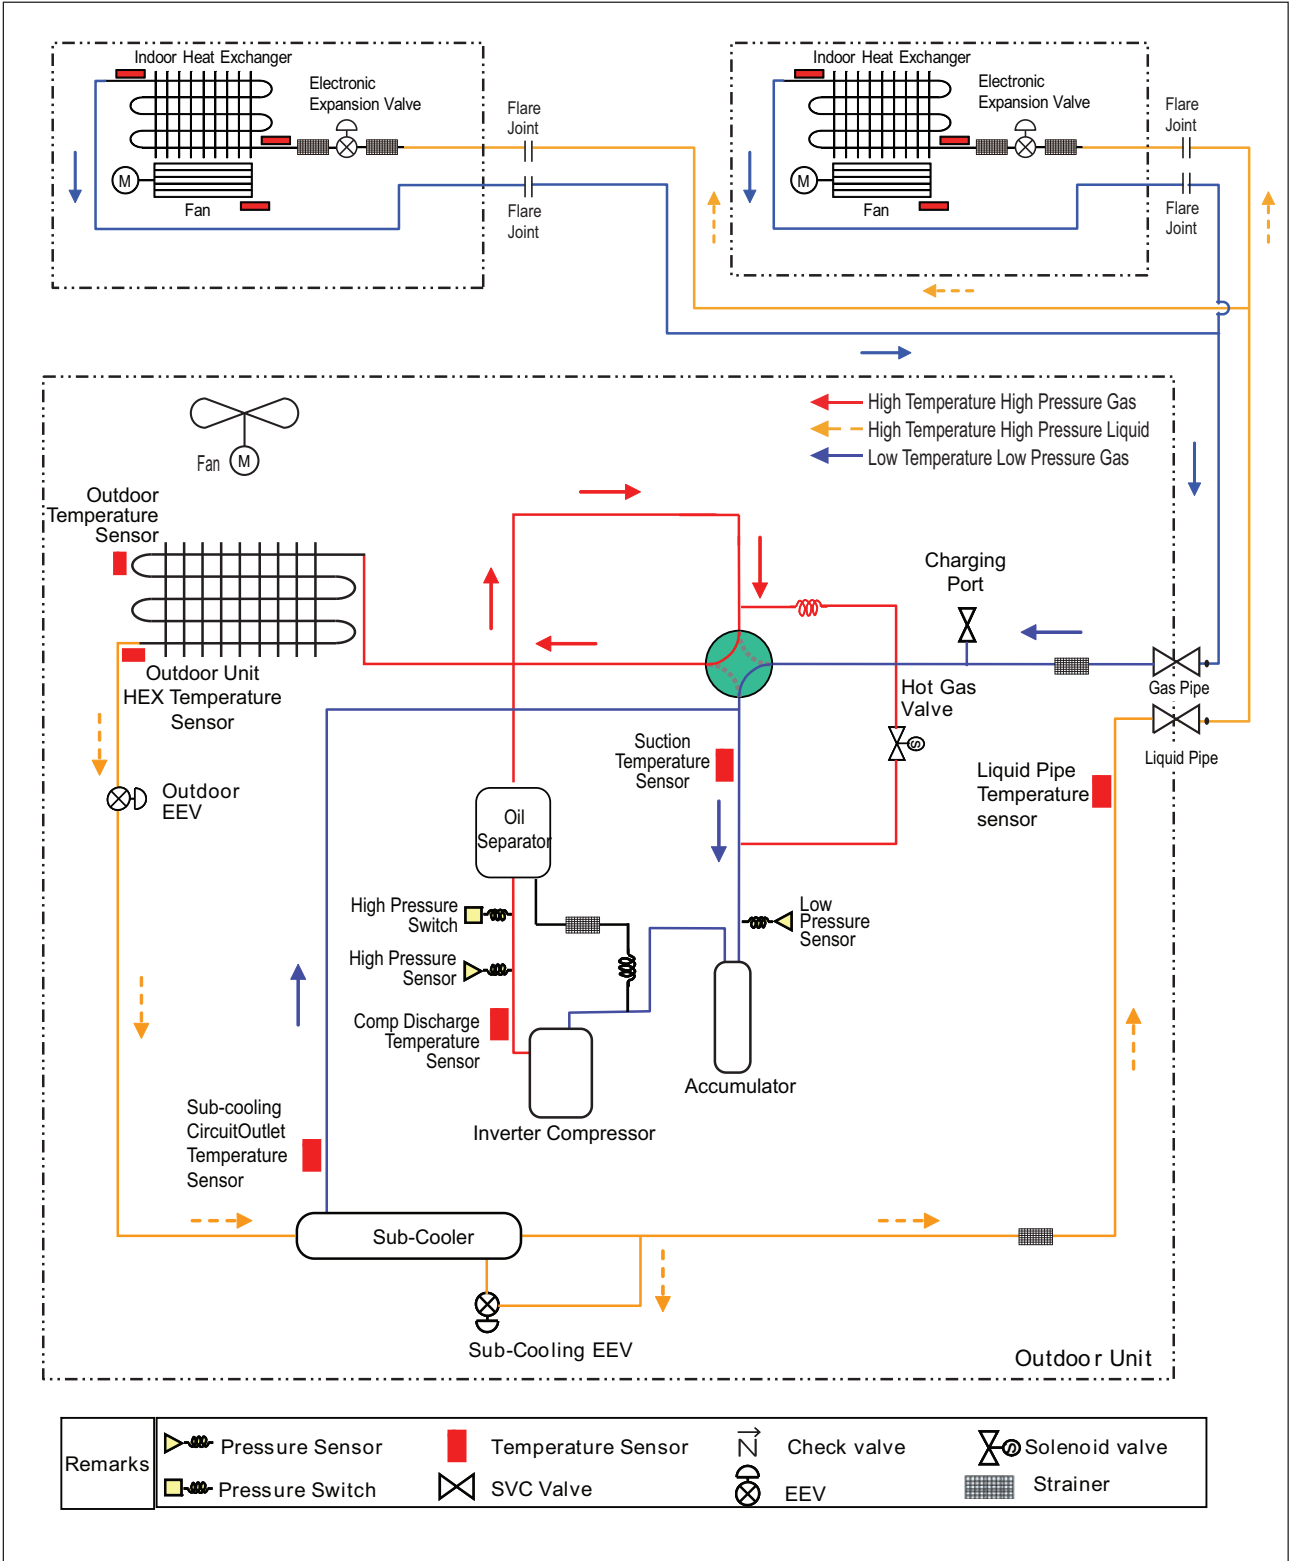 Indoor Heat Exchanger
Electronic
Expansion Valve
Flare
Joint
M
Fan
Flare
Joint
Indoor Heat Exchanger
Electronic
Expansion Valve
Flare
Joint
M
Fan
Flare
Joint
High Temperature High Pressure Gas
High Temperature High Pressure Liquid
Low Temperature Low Pressure Gas
Fan
M
Outdoor
Temperature
Sensor
Charging
Port
Outdoor Unit
HEX Temperature
Sensor
Hot Gas
Valve
S
Gas Pipe
Liquid Pipe
Suction
Temperature
Sensor
Liquid Pipe
Temperature
sensor
Outdoor
EEV
Oil
Separator
High Pressure
Switch
Low
Pressure
Sensor
High Pressure
Sensor
Comp Discharge
Temperature
Sensor
Accumulator
Inverter Compressor
Sub-cooling
CircuitOutlet
Temperature
Sensor
Sub-Cooler
Sub-Cooling EEV
Outdoor Unit
Remarks
Pressure Sensor
Temperature Sensor
Check valve
S
Solenoid valve
Pressure Switch
SVC Valve
EEV
Strainer